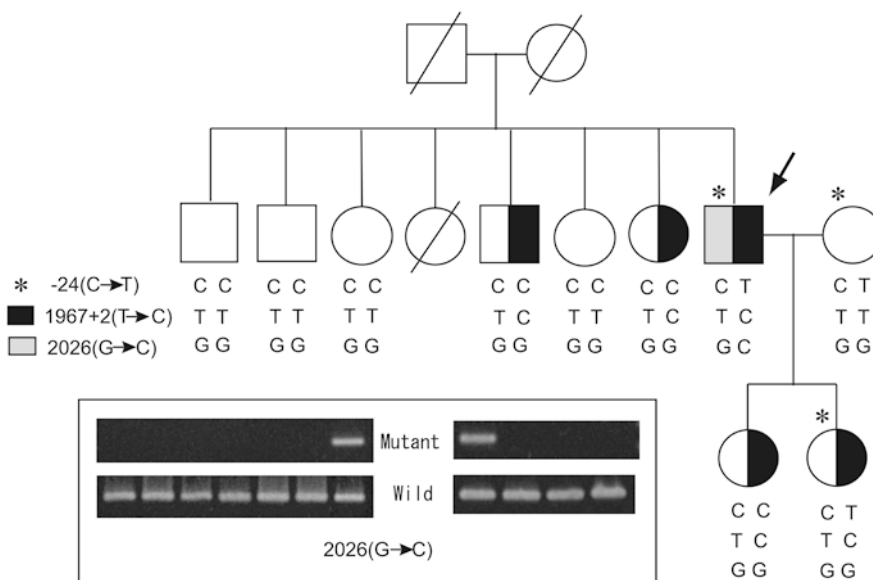 * *
C C C C C C C C C C C C C T C T
* -24(C→T)
T T T T T T T C T T T C T C T T
1967+2(T→C)
G G G G G G G G G G G G G C G G
2026(G→C)
Mutant
*
Wild
C C C T
2026(G→C)
T C T C
G G G G